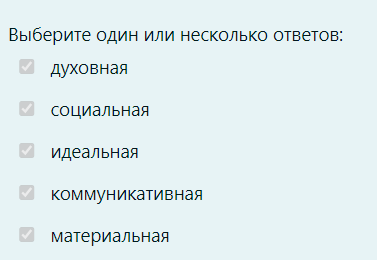 Выберите один или несколько ответов:
духовная
социальная
идеальная
коммуникативная
материальная